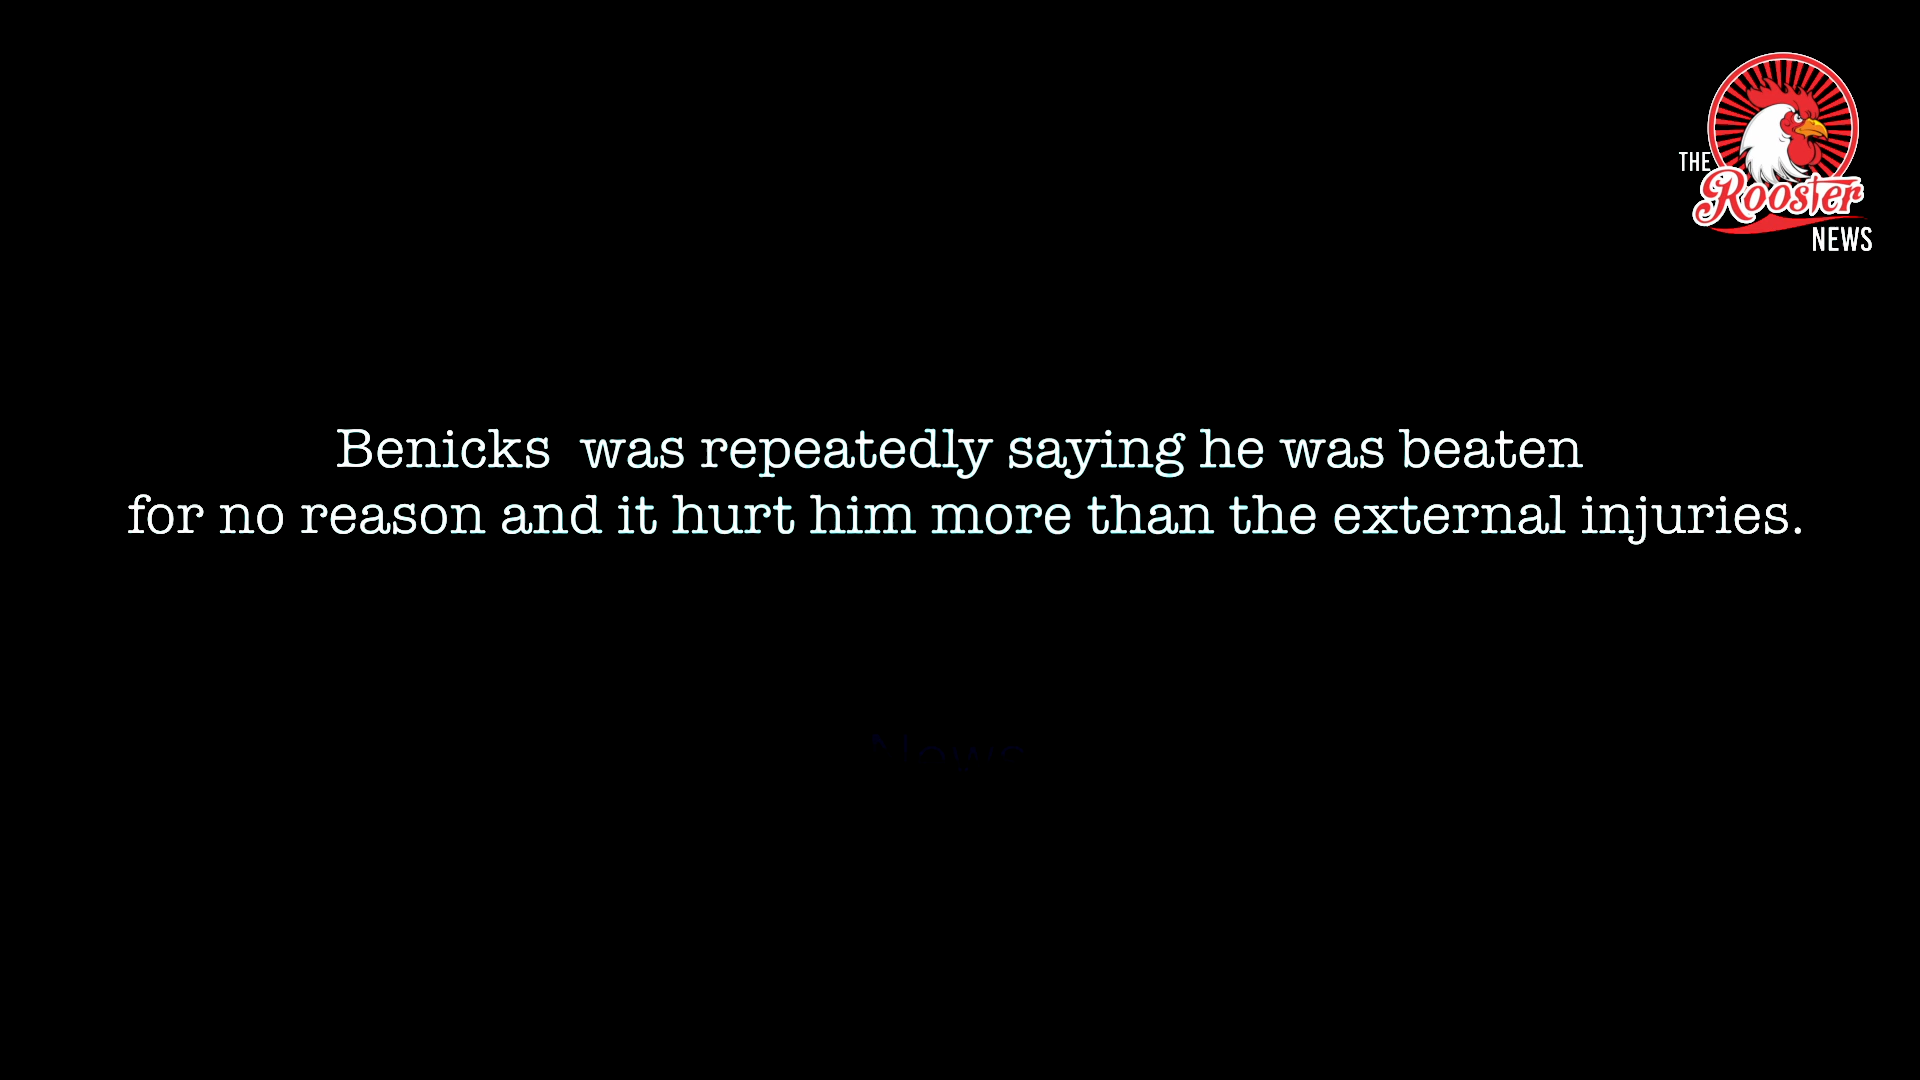 THE
Rooster
NEWS
Benicks  was repeatedly saying he was beaten
for no reason and it hurt him more than the external injuries.